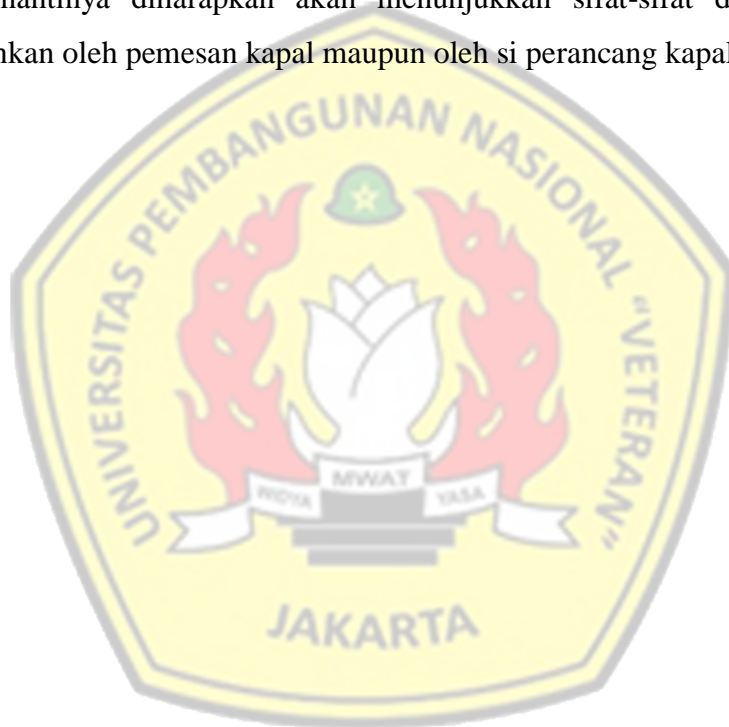 nantinya diharapkan akan menunjukkan sifat-sifat
oleh pemesan kapal maupun oleh si perancang kapal
UNIVERSITAS PEMBANGUNAN NASIONAL "VETERAN"
WIDYA MWAT YASA
JAKARTA